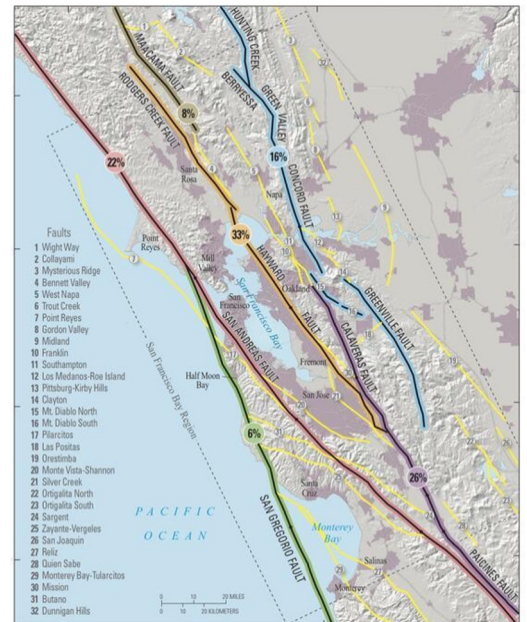 HUNTING CREEK
BERRYESSA
GREEN VALLEY
CONCORD FAULT
MAACAMA FAULT
RODGERS CREEK FAULT
8%
16%
22%
33%
Santa
Rosa
Napa
Point
Reyes
Mill
Valley
HAYWARD
FAULT
Oakland
San
Francisco
San Francisco Bay
GREENVILLE FAULT
CALAVERAS FAULT
SAN ANDREAS FAULT
Fremont
Half Moon
Bay
San Jose
San Francisco Bay Region
6%
26%
Santa
Cruz
SAN GREGORIO FAULT
Monterey
Bay
Salinas
Monterey
PAICINES FAULT
PACIFIC
OCEAN
Faults
1 Wight Way
2 Collayami
3 Mysterious Ridge
4 Bennett Valley
5 West Napa
6 Trout Creek
7 Point Reyes
8 Gordon Valley
9 Midland
10 Franklin
11 Southampton
12 Los Medanos-Roe Island
13 Pittsburg-Kirby Hills
14 Clayton
15 Mt. Diablo North
16 Mt. Diablo South
17 Pilarcitos
18 Las Positas
19 Orestimba
20 Monte Vista-Shannon
21 Silver Creek
22 Ortigalita North
23 Ortigalita South
24 Sargent
25 Zayante-Vergeles
26 San Joaquin
27 Reliz
28 Quien Sabe
29 Monterey Bay-Tularcitos
30 Mission
31 Butano
32 Dunnigan Hills
0 10 20 MILES
0 10 20 KILOMETERS